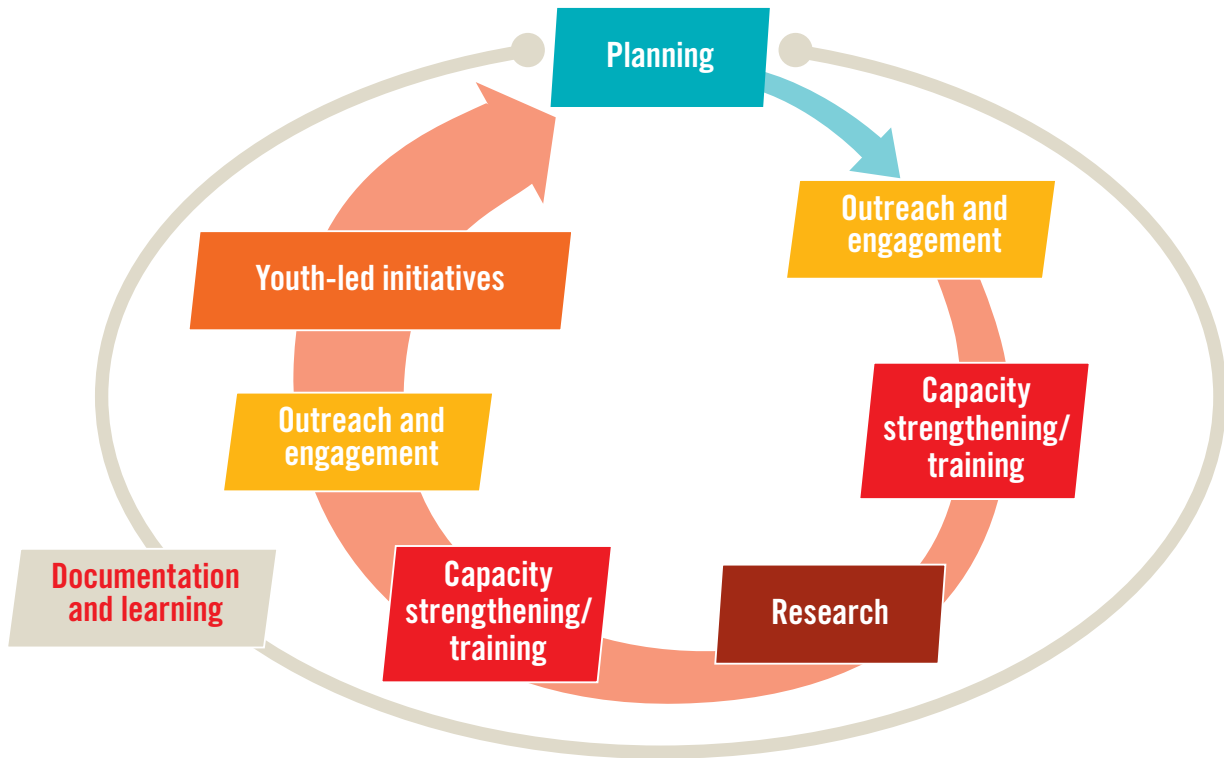 Planning
Outreach and
engagement
Capacity
strengthening/
training
Research
Capacity
strengthening/
training
Outreach and
engagement
Youth-led initiatives
Documentation
and learning